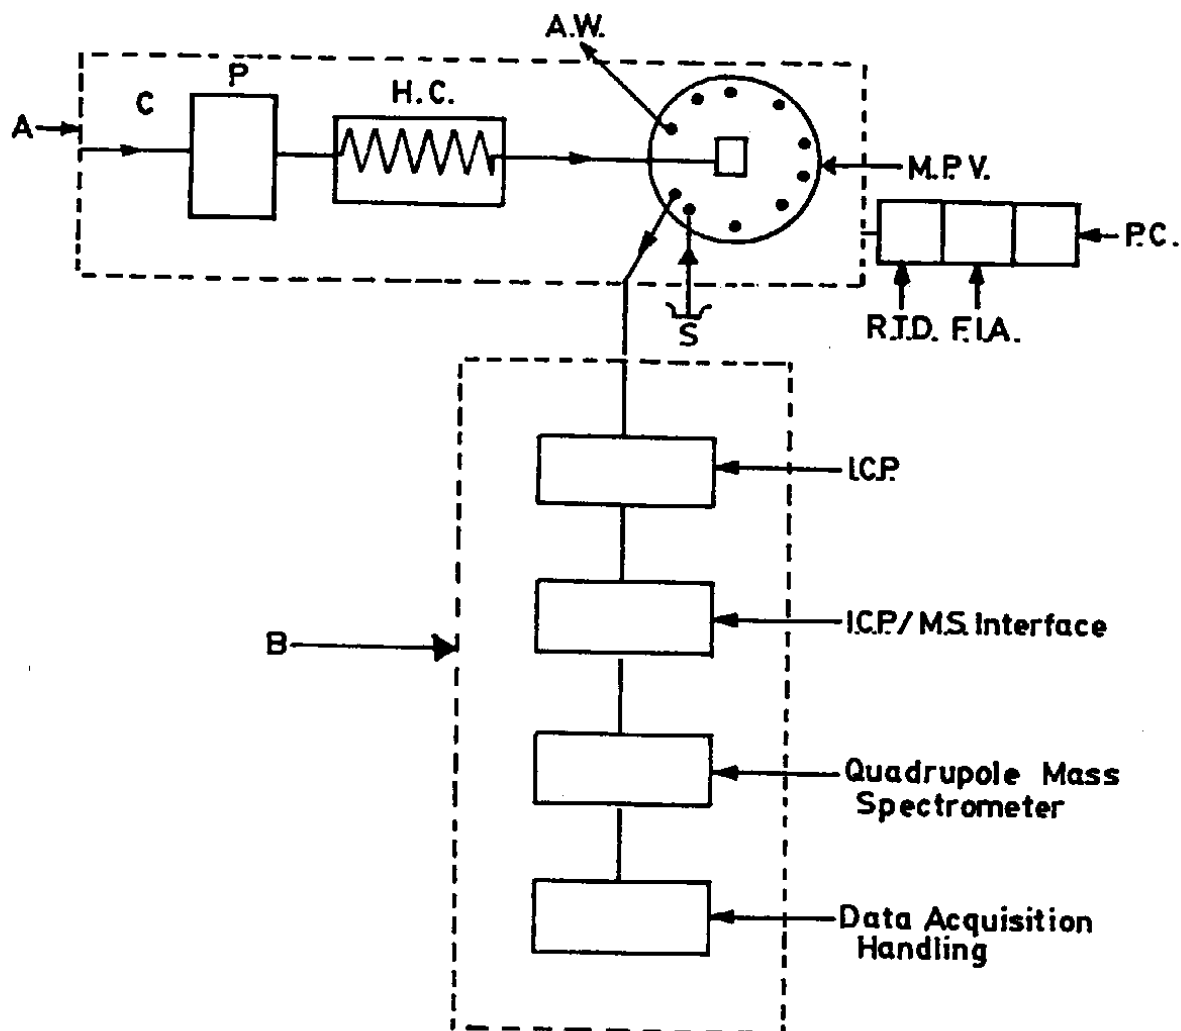 A.W.
P
C
H.C.
A
M.P.V.
P.C.
R.T.D. F.I.A.
S
I.C.P.
I.C.P./M.S. Interface
B
Quadrupole Mass
Spectrometer
Data Acquisition
Handling